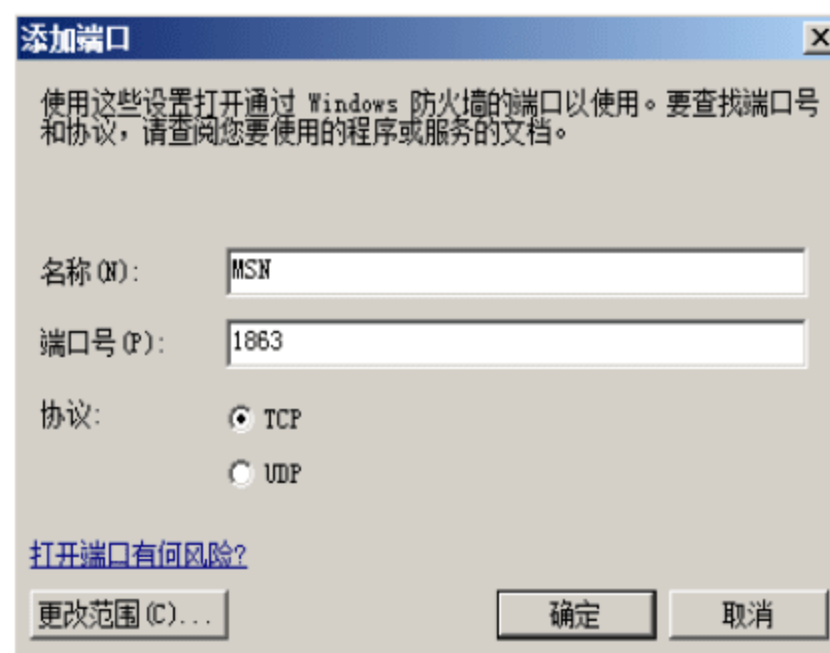 添加端口
使用这些设置打开通过 Windows 防火墙的端口以使用。要查找端口号
和协议，请查阅您要使用的程序或服务的文档。
名称(N): MSN
端口号(P): 1863
协议: TCP
UDP
打开端口有何风险?
更改范围(C)... 确定 取消